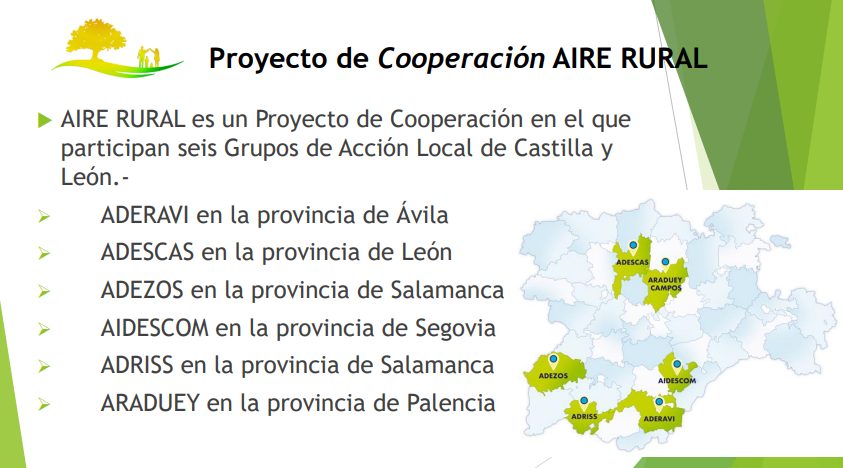 Proyecto de Cooperación AIRE RURAL
AIRE RURAL es un Proyecto de Cooperación en el que
participan seis Grupos de Acción Local de Castilla y
León.-
ADERAVI en la provincia de Ávila
ADESCAS en la provincia de León
ADEZOS en la provincia de Salamanca
AIDESCOM en la provincia de Segovia
ADRISS en la provincia de Salamanca
ARADUEY en la provincia de Palencia
ADESCAS
ARADUEY
CAMPOS
ADEZOS
AIDESCOM
ADRISS
ADERAVI